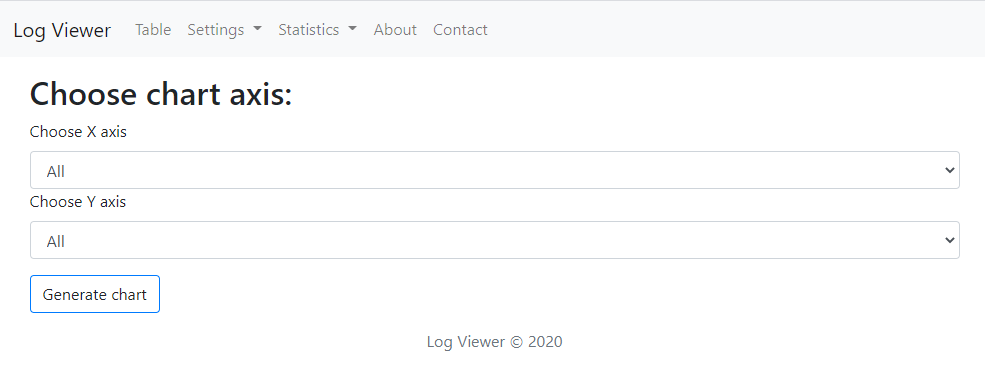 Log Viewer Table Settings Statistics About Contact
Choose chart axis:
Choose X axis
All
Choose Y axis
All
Generate chart
Log Viewer © 2020